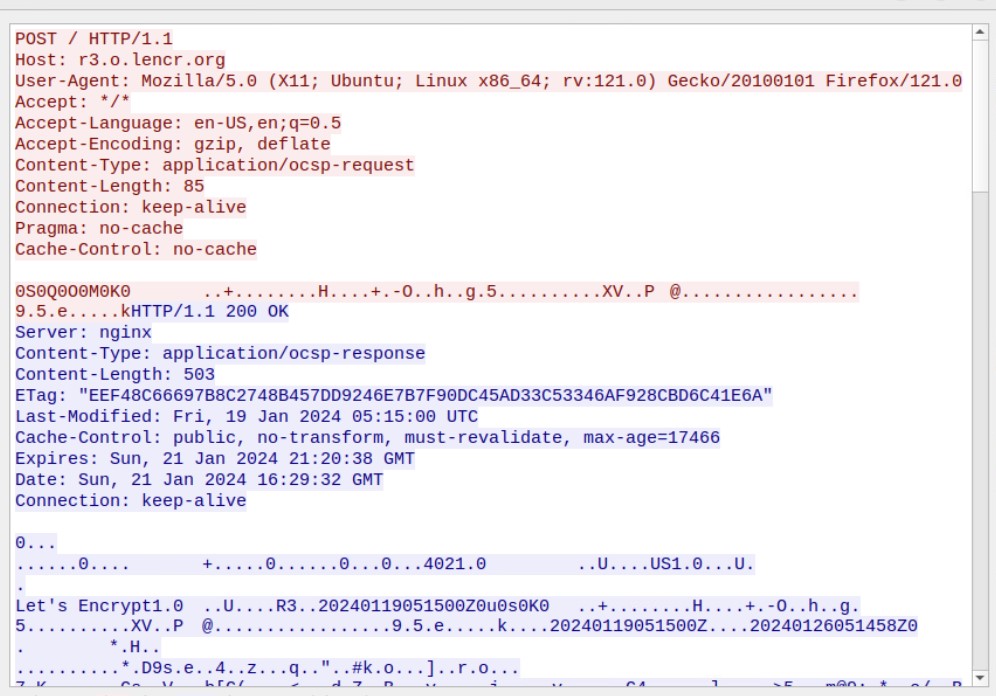 POST / HTTP/1.1
Host: r3.o.lencr.org
User-Agent: Mozilla/5.0 (X11; Ubuntu; Linux x86_64; rv:121.0) Gecko/20100101 Firefox/121.0
Accept: */*
Accept-Language: en-US,en;q=0.5
Accept-Encoding: gzip, deflate
Content-Type: application/ocsp-request
Content-Length: 85
Connection: keep-alive
Pragma: no-cache
Cache-Control: no-cache
0S0Q0O0M0K0 ..+........H....+.-O..h..g.5..........XV..P @.................
9.5.e.....kHTTP/1.1 200 OK
Server: nginx
Content-Type: application/ocsp-response
Content-Length: 503
ETag: "EEF48C66697B8C2748B457DD9246E7B7F90DC45AD33C53346AF928CBD6C41E6A"
Last-Modified: Fri, 19 Jan 2024 05:15:00 UTC
Cache-Control: public, no-transform, must-revalidate, max-age=17466
Expires: Sun, 21 Jan 2024 21:20:38 GMT
Date: Sun, 21 Jan 2024 16:29:32 GMT
Connection: keep-alive
0...
......0.... +.....0......0...0...4021.0 ..U....US1.0...U.
.
Let's Encrypt1.0 ..U....R3..20240119051500Z0u0s0K0 ..+........H....+.-O..h..g.
5..........XV..P @.................9.5.e.....k....20240119051500Z....20240126051458Z0
. *.H..
..........*.D9s.e..4..z...q.."..#k.o...]..r.o...